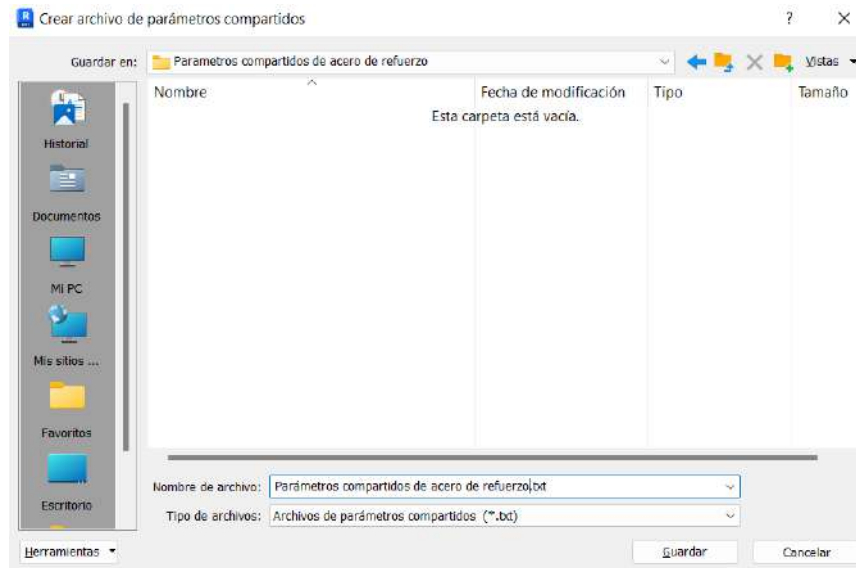 Crear archivo de parámetros compartidos
Guardar en: Parametros compartidos de acero de refuerzo Vistas
Nombre Fecha de modificación Tipo Tamaño
Esta carpeta está vacía.
Historial
Documentos
Mi PC
Mis sitios ...
Favoritos
Escritorio
Nombre de archivo: Parámetros compartidos de acero de refuerzo.txt
Tipo de archivos: Archivos de parámetros compartidos (*.txt)
Herramientas Guardar Cancelar